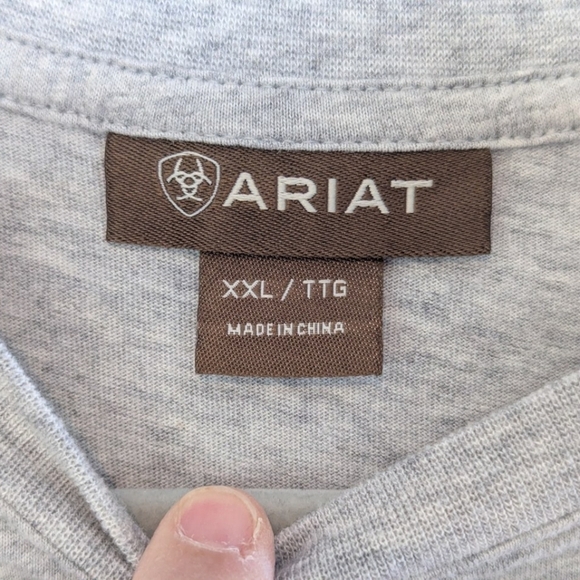 ARIAT
XXL / TTG
MADE IN CHINA